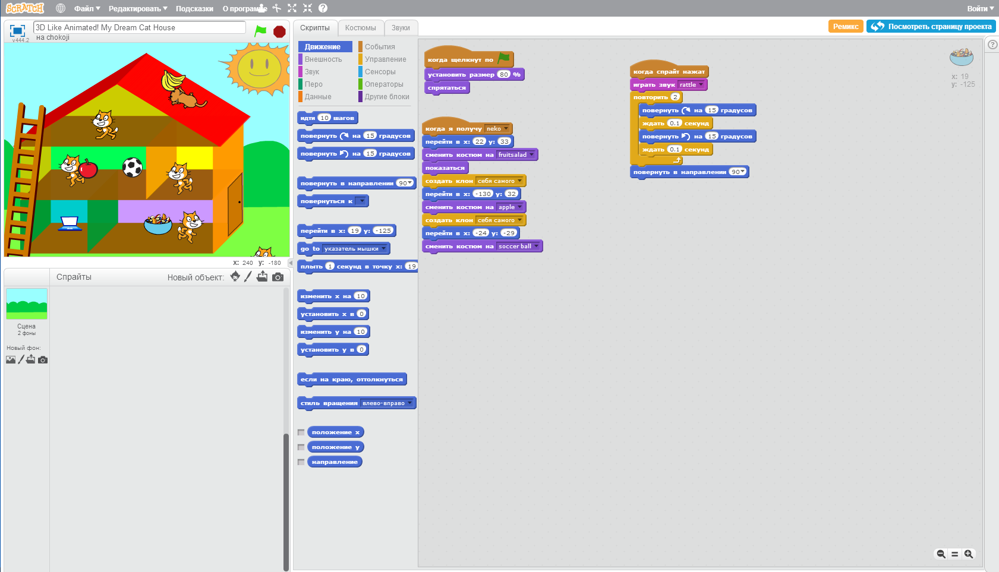 SCRATCH Файл Редактировать Подсказки О программе Войти
3D Like Animated! My Dream Cat House
на chokoji
v444.2
Скрипты Костюмы Звуки
Ремикс Посмотреть страницу проекта
Движение События
Внешность Управление
Звук Сенсоры
Перо Операторы
Данные Другие блоки
идти 10 шагов
повернуть на 15 градусов
повернуть на 15 градусов
повернуть в направлении 90
повернуться к
перейти в x: 19 y: -125
go to указатель мышки
плыть 1 секунд в точку x: 19
изменить x на 10
установить x в 0
изменить y на 10
установить y в 0
если на краю, оттолкнуться
стиль вращения влево-вправо
положение x
положение y
направление
когда щелкнут по
установить размер 80 %
спрятаться
когда я получу neko
перейти в x: 22 y: 33
сменить костюм на fruitsalad
показаться
создать клон себя самого
перейти в x: -130 y: 32
сменить костюм на apple
создать клон себя самого
перейти в x: -24 y: -29
сменить костюм на soccer ball
когда спрайт нажат
играть звук rattle
повторить 2
повернуть на 15 градусов
ждать 0.1 секунд
повернуть на 15 градусов
ждать 0.1 секунд
повернуть в направлении 90
x: 19
y: -125
x: 240 y: -180
Спрайты Новый объект:
Сцена
2 фоны
Новый фон: